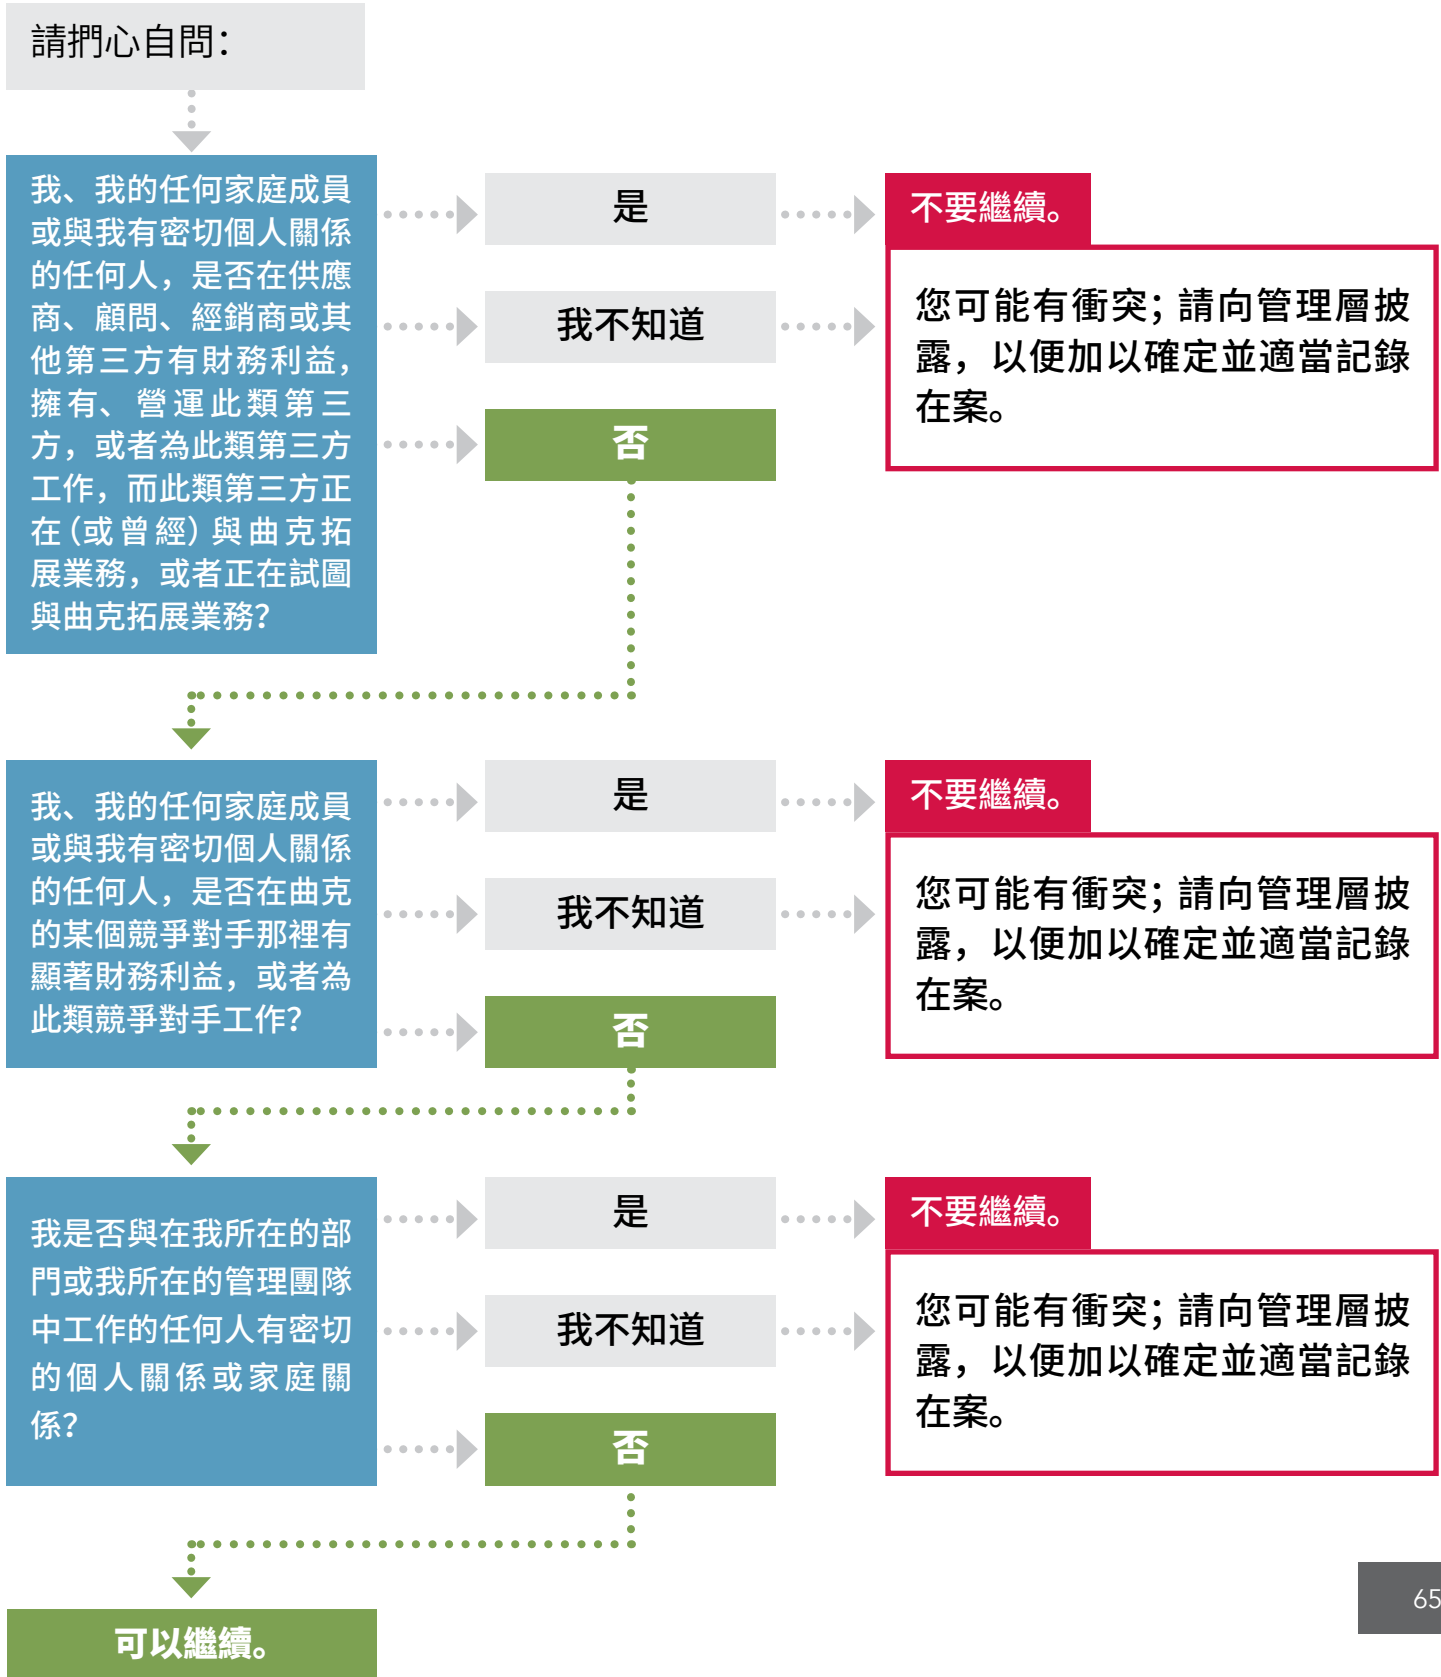 請捫心自問：
我、我的任何家庭成員
或與我有密切個人關係
的任何人，是否在供應
商、顧問、經銷商或其
他第三方有財務利益，
擁有、營運此類第三
方，或者為此類第三方
工作，而此類第三方正
在（或曾經）與曲克拓
展業務，或者正在試圖
與曲克拓展業務？
是
不要繼續。
我不知道
您可能有衝突；請向管理層披
露，以便加以確定並適當記錄
在案。
否
我、我的任何家庭成員
或與我有密切個人關係
的任何人，是否在曲克
的某個競爭對手那裡有
顯著財務利益，或者為
此類競爭對手工作？
是
不要繼續。
我不知道
您可能有衝突；請向管理層披
露，以便加以確定並適當記錄
在案。
否
我是否與在我所在的部
門或我所在的管理團隊
中工作的任何人有密切
的個人關係或家庭關
係？
是
不要繼續。
我不知道
您可能有衝突；請向管理層披
露，以便加以確定並適當記錄
在案。
否
可以繼續。
65